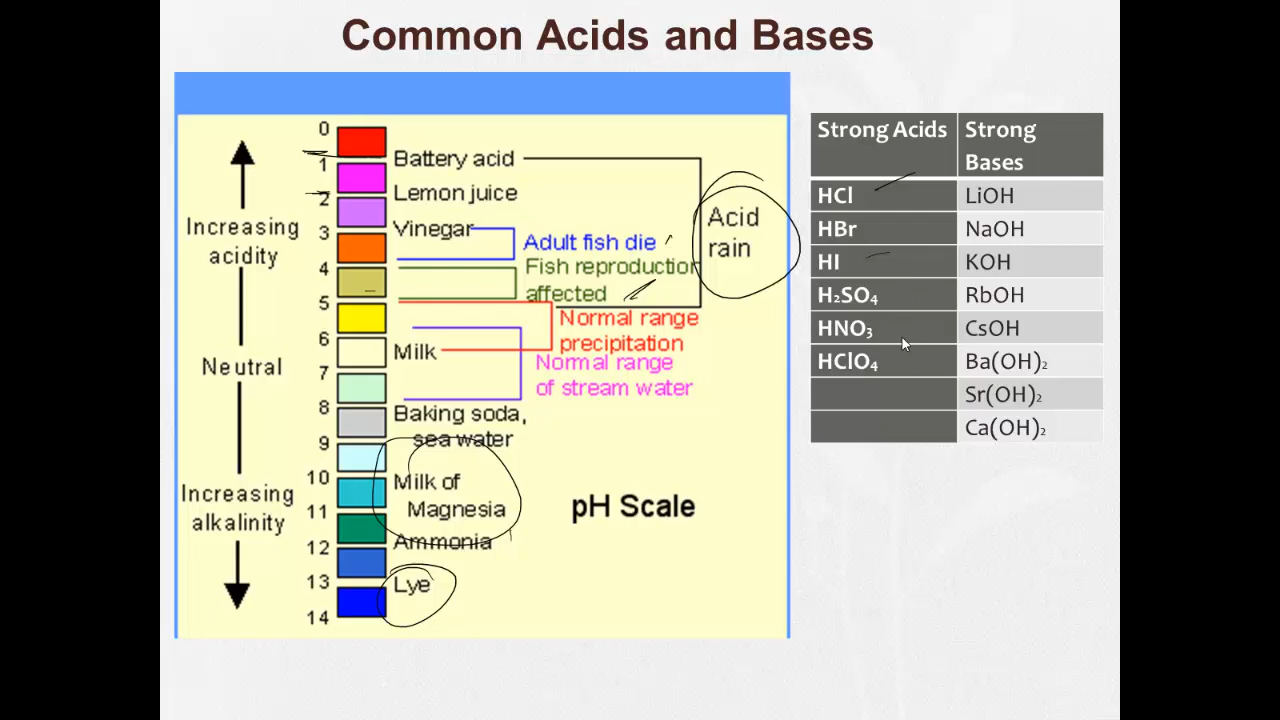 Common Acids and Bases
0
1
2
3
4
5
6
7
8
9
10
11
12
13
14
Increasing
acidity
Neutral
Increasing
alkalinity
Battery acid
Lemon juice
Vinegar
Adult fish die
Fish reproduction
affected
Acid
rain
Normal range
precipitation
Milk
Normal range
of stream water
Baking soda,
sea water
Milk of
Magnesia
Ammonia
Lye
pH Scale
Strong Acids
Strong
Bases
HCl
LiOH
HBr
NaOH
HI
KOH
H₂SO₄
RbOH
HNO₃
CsOH
HClO₄
Ba(OH)₂
Sr(OH)₂
Ca(OH)₂